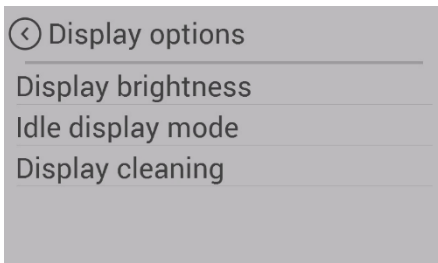 Display options
Display brightness
Idle display mode
Display cleaning